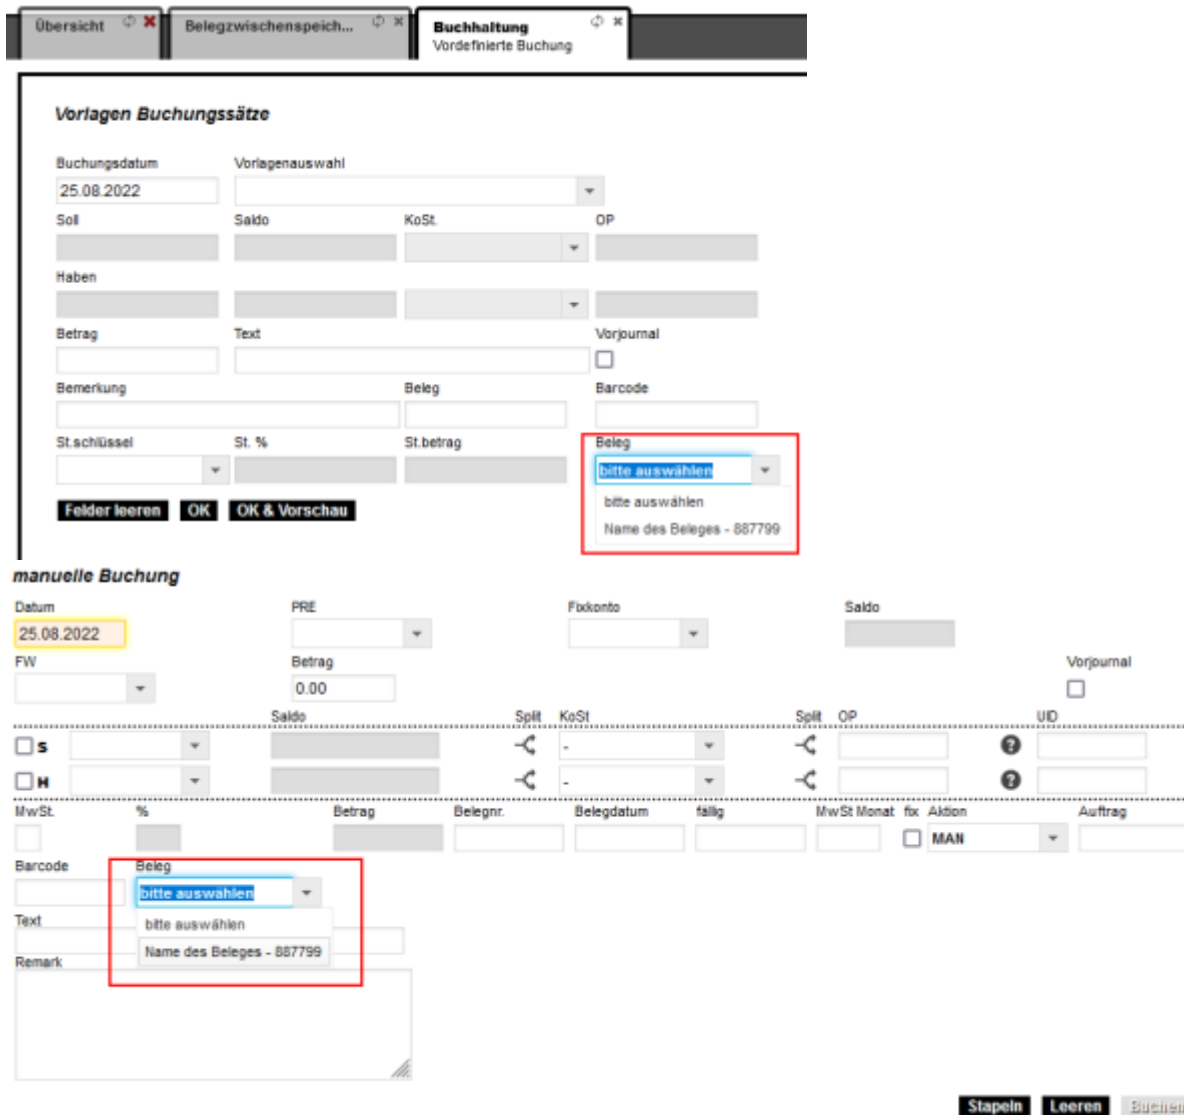 Übersicht Belegzwischenspeich... Buchhaltung
Vordefinierte Buchung
Vorlagen Buchungssätze
Buchungsdatum Vorlagenauswahl
25.08.2022
Soll Saldo KoSt. OP
Haben
Betrag Text Vorjournal
Bemerkung Beleg Barcode
St.schlüssel St. % St.betrag Beleg
bitte auswählen
bitte auswählen
Felder leeren OK OK & Vorschau
Name des Beleges - 887799
manuelle Buchung
Datum PRE Fixkonto Saldo
25.08.2022
FW Betrag Vorjournal
0.00
Saldo Split KoSt Split OP UID
S -
H -
MwSt. % Betrag Belegnr. Belegdatum fällig MwSt Monat fix Aktion Auftrag
MAN
Barcode Beleg
bitte auswählen
Text
bitte auswählen
Name des Beleges - 887799
Remark
Stapeln Leeren Buchen